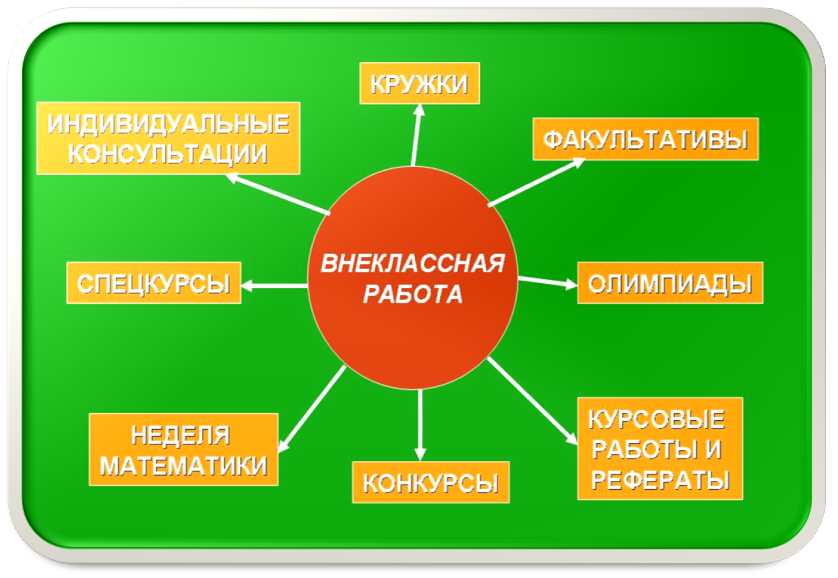 КРУЖКИ
ИНДИВИДУАЛЬНЫЕ
КОНСУЛЬТАЦИИ
ФАКУЛЬТАТИВЫ
ВНЕКЛАССНАЯ
РАБОТА
СПЕЦКУРСЫ
ОЛИМПИАДЫ
НЕДЕЛЯ
МАТЕМАТИКИ
КОНКУРСЫ
КУРСОВЫЕ
РАБОТЫ И
РЕФЕРАТЫ